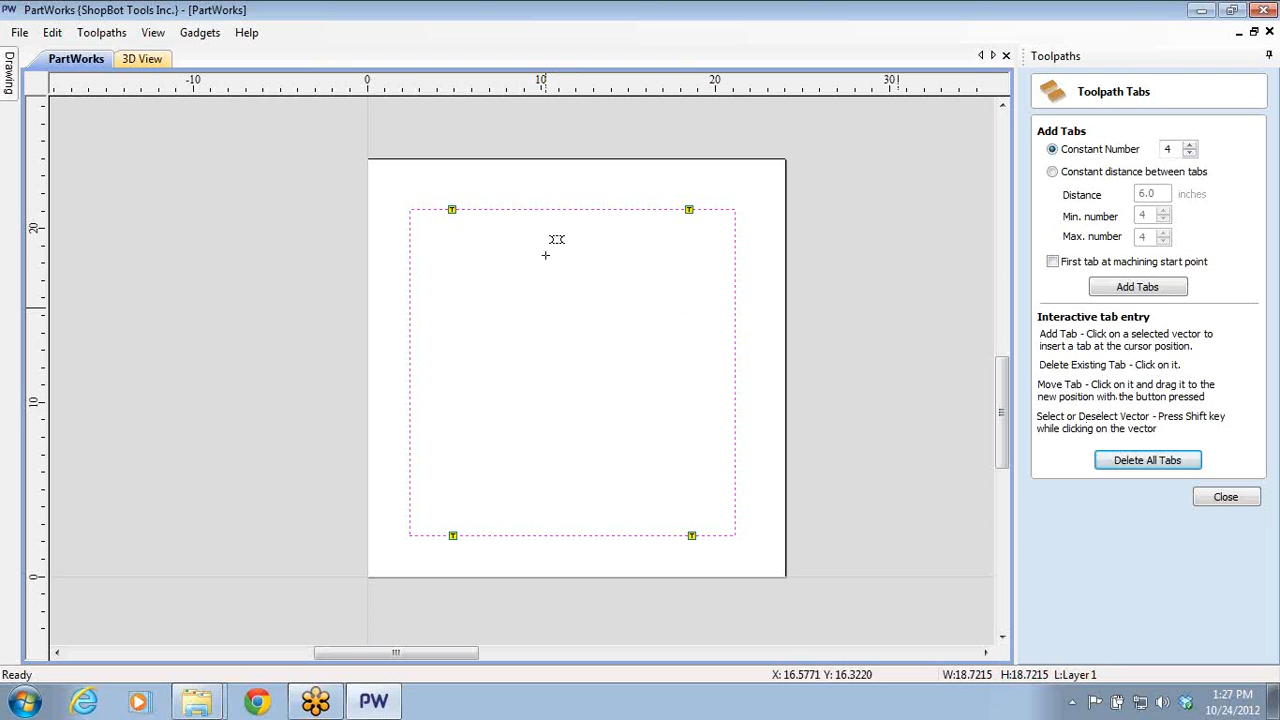 PartWorks {ShopBot Tools Inc.} - [PartWorks]
File Edit Toolpaths View Gadgets Help
Drawing
PartWorks 3D View
Toolpaths
-10 0 10 20 30
20
10
0
T T
T T
Toolpath Tabs
Add Tabs
Constant Number 4
Constant distance between tabs
Distance 6.0 inches
Min. number 4
Max. number 4
First tab at machining start point
Add Tabs
Interactive tab entry
Add Tab - Click on a selected vector to
insert a tab at the cursor position.
Delete Existing Tab - Click on it.
Move Tab - Click on it and drag it to the
new position with the button pressed
Select or Deselect Vector - Press Shift key
while clicking on the vector
Delete All Tabs
Close
Ready X: 16.5771 Y: 16.3220 W:18.7215 H:18.7215 L:Layer 1
PW
1:27 PM
10/24/2012